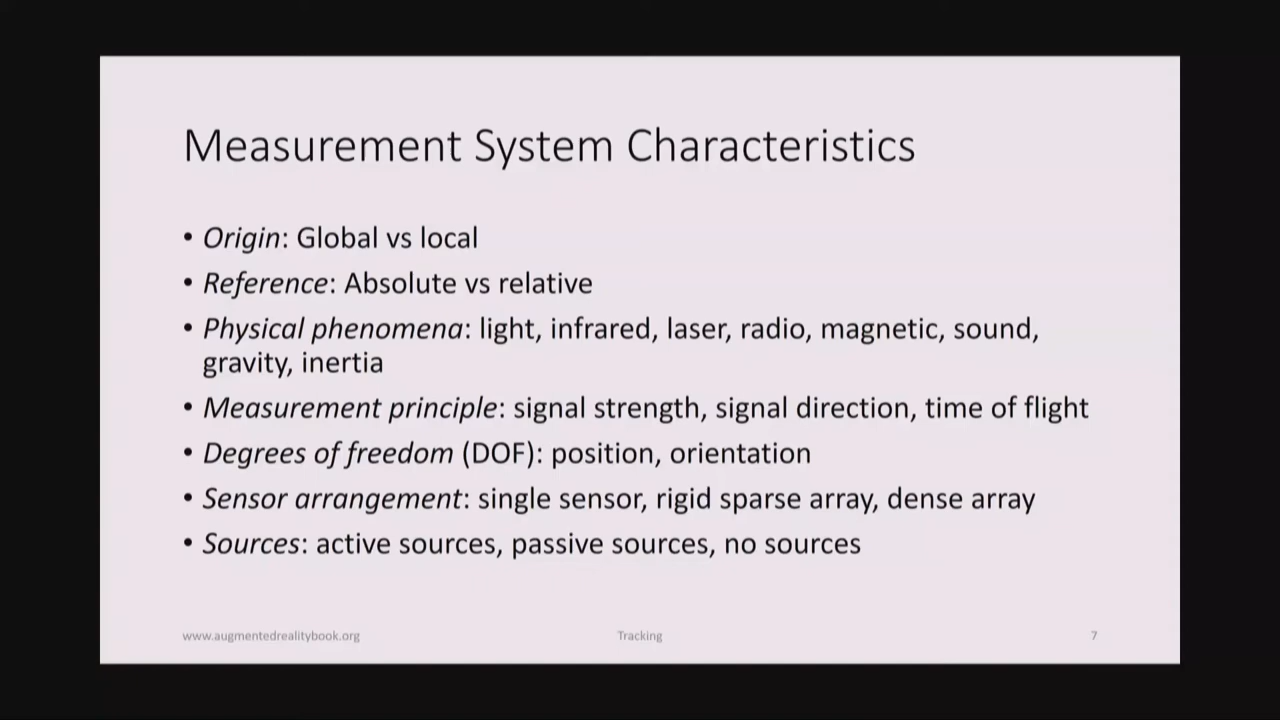 Measurement System Characteristics
• Origin: Global vs local
• Reference: Absolute vs relative
• Physical phenomena: light, infrared, laser, radio, magnetic, sound,
gravity, inertia
• Measurement principle: signal strength, signal direction, time of flight
• Degrees of freedom (DOF): position, orientation
• Sensor arrangement: single sensor, rigid sparse array, dense array
• Sources: active sources, passive sources, no sources
www.augmentedrealitybook.org Tracking 7